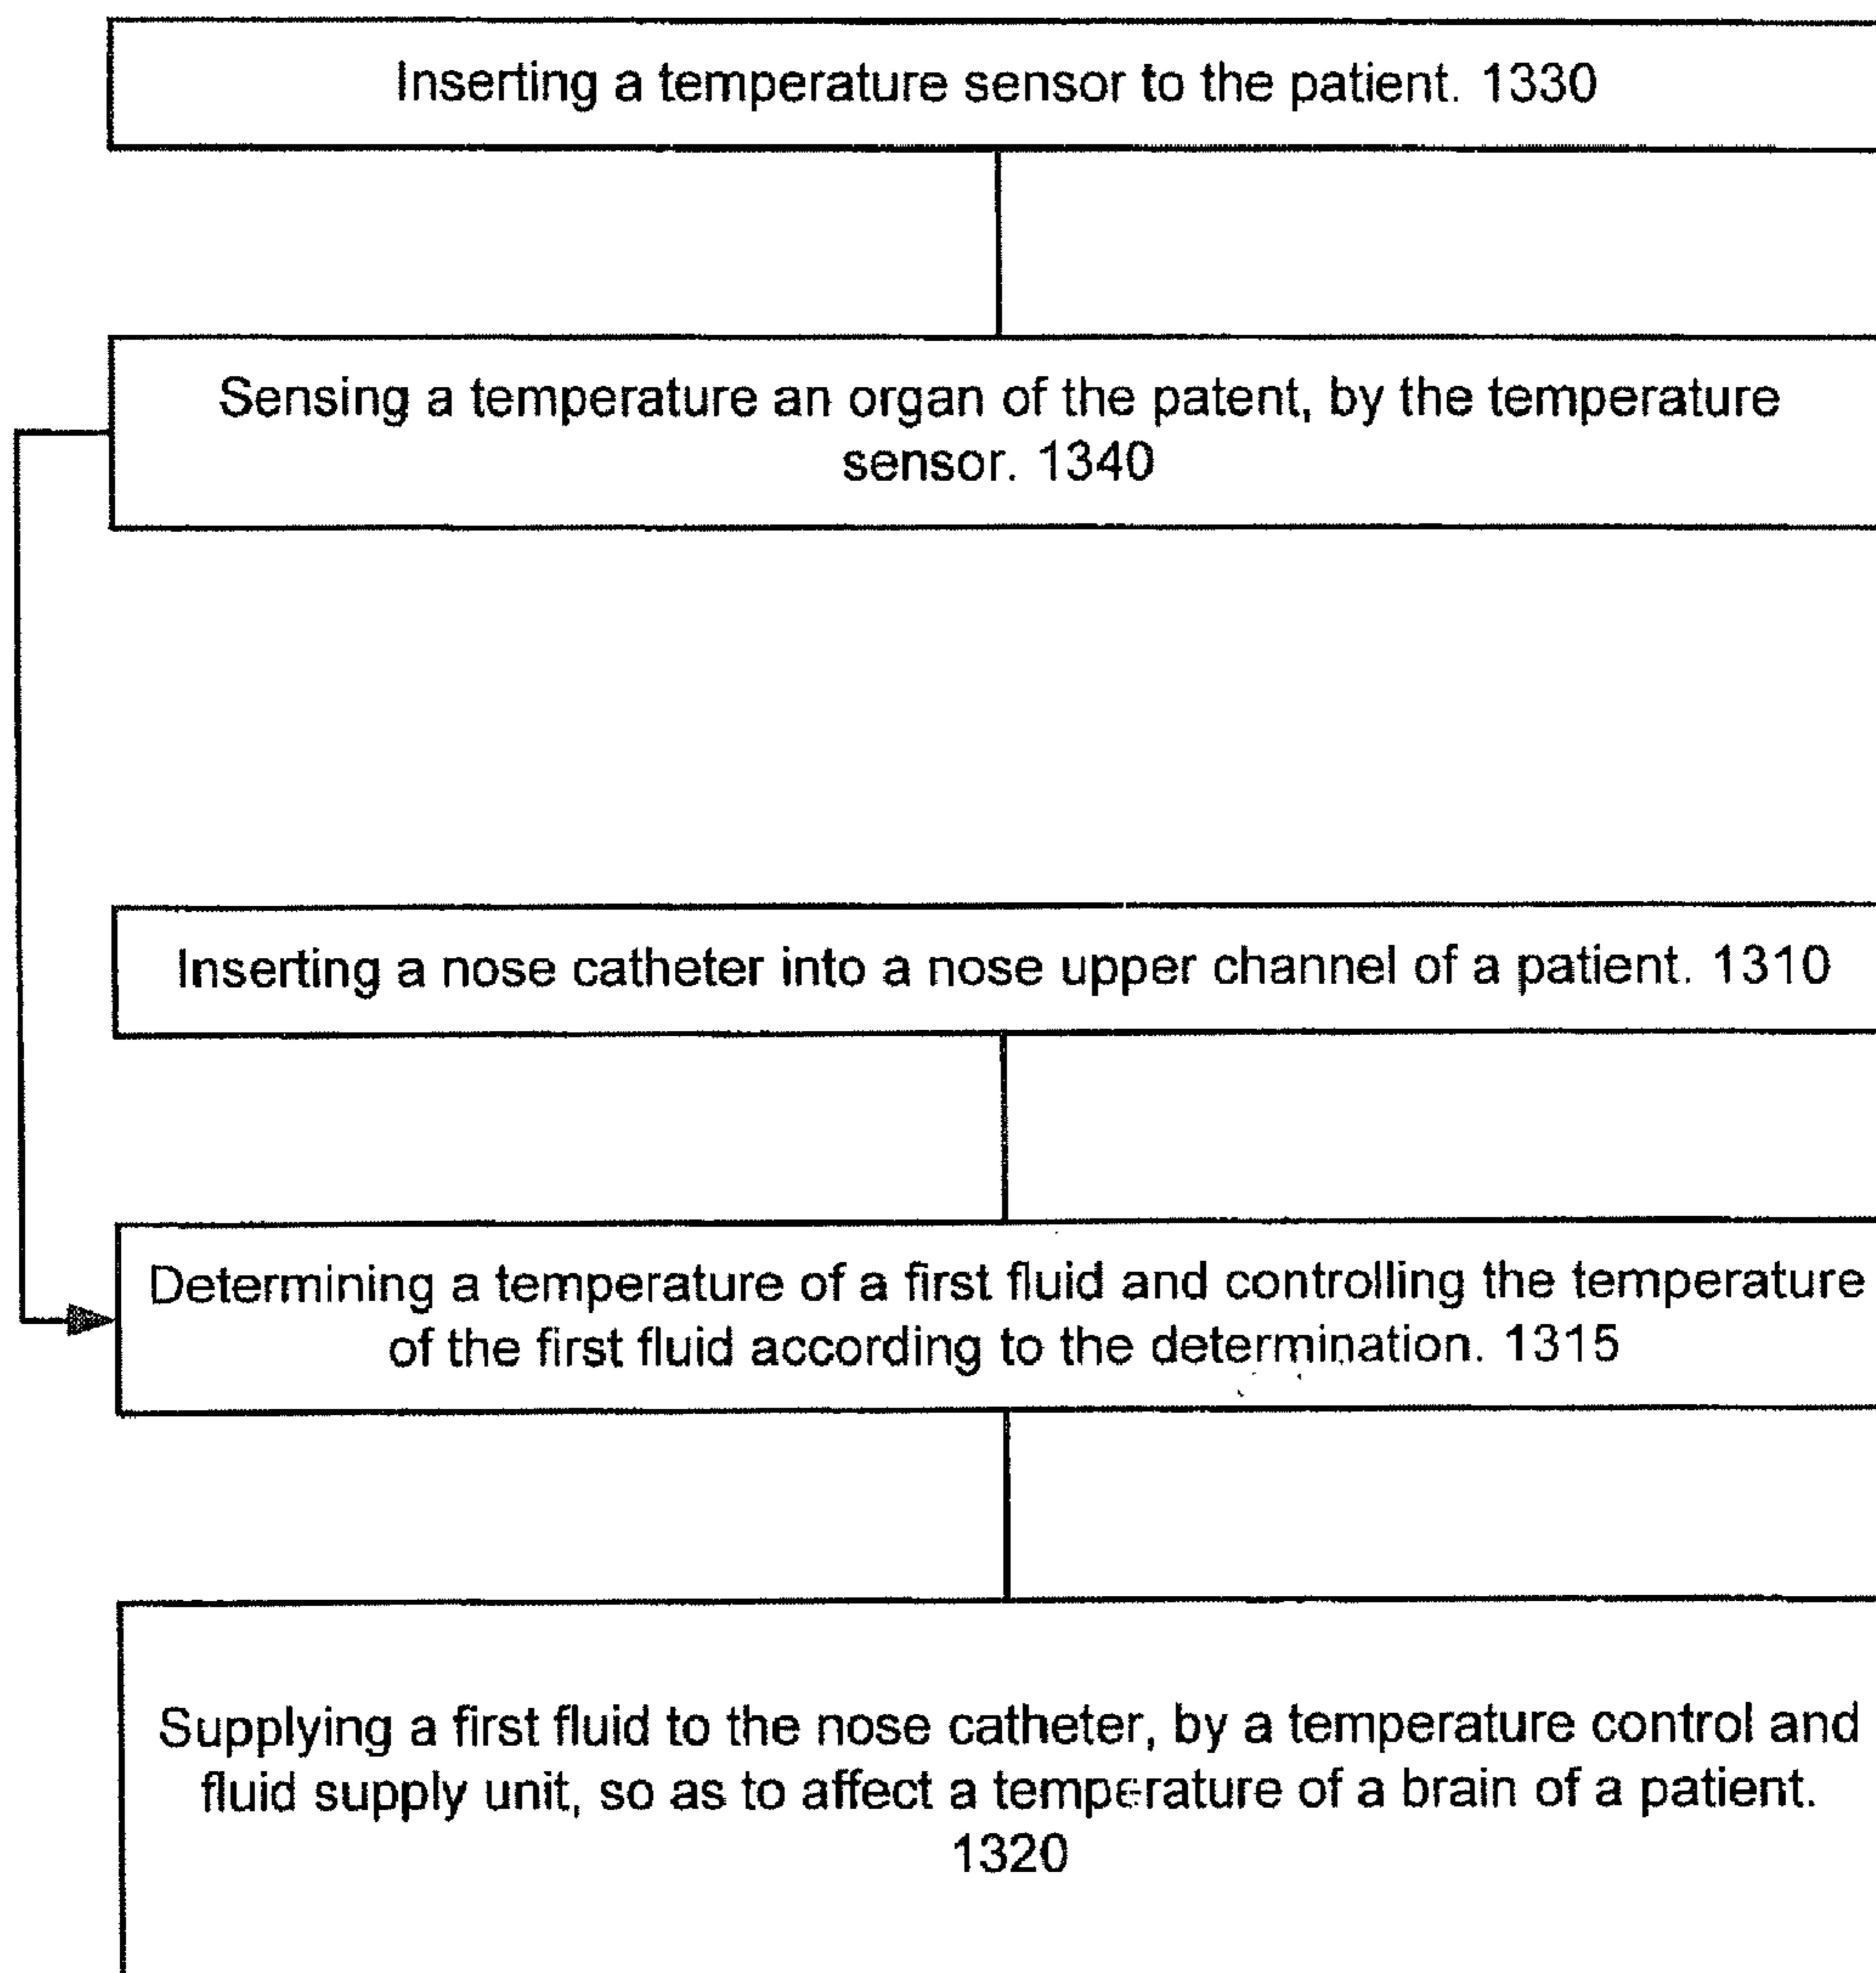 Inserting a temperature sensor to the patient. 1330
Sensing a temperature an organ of the patent, by the temperature
sensor. 1340
Inserting a nose catheter into a nose upper channel of a patient. 1310
Determining a temperature of a first fluid and controlling the temperature
of the first fluid according to the determination. 1315
Supplying a first fluid to the nose catheter, by a temperature control and
fluid supply unit, so as to affect a temperature of a brain of a patient.
1320